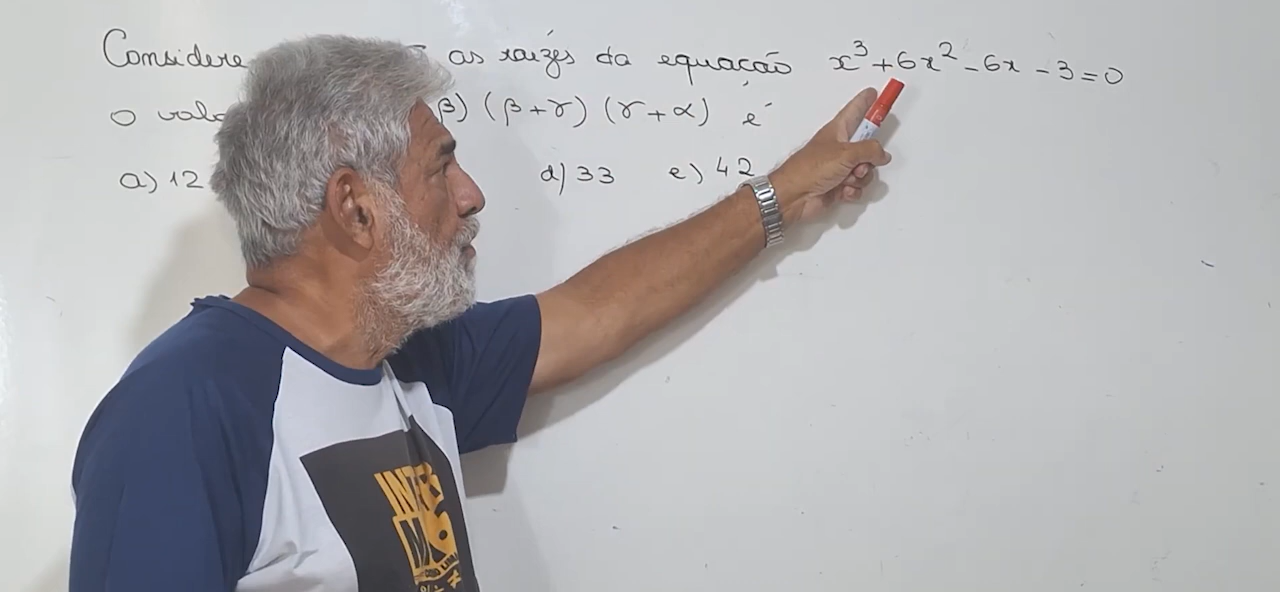 Considere as raízes da equação x³ + 6x² - 6x - 3 = 0
o valo β) (β + γ) (γ + α) é
a) 12 d) 33 e) 42